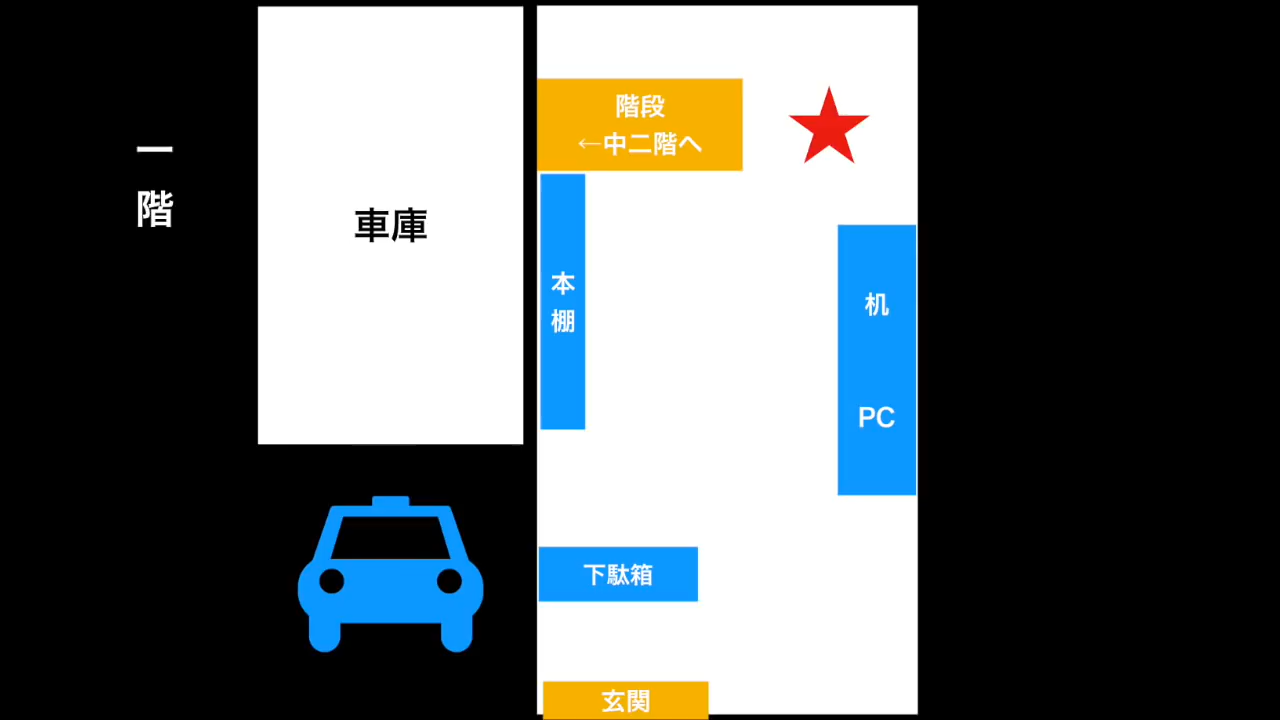 一
階
車庫
階段
←中二階へ
本
棚
机
PC
下駄箱
玄関